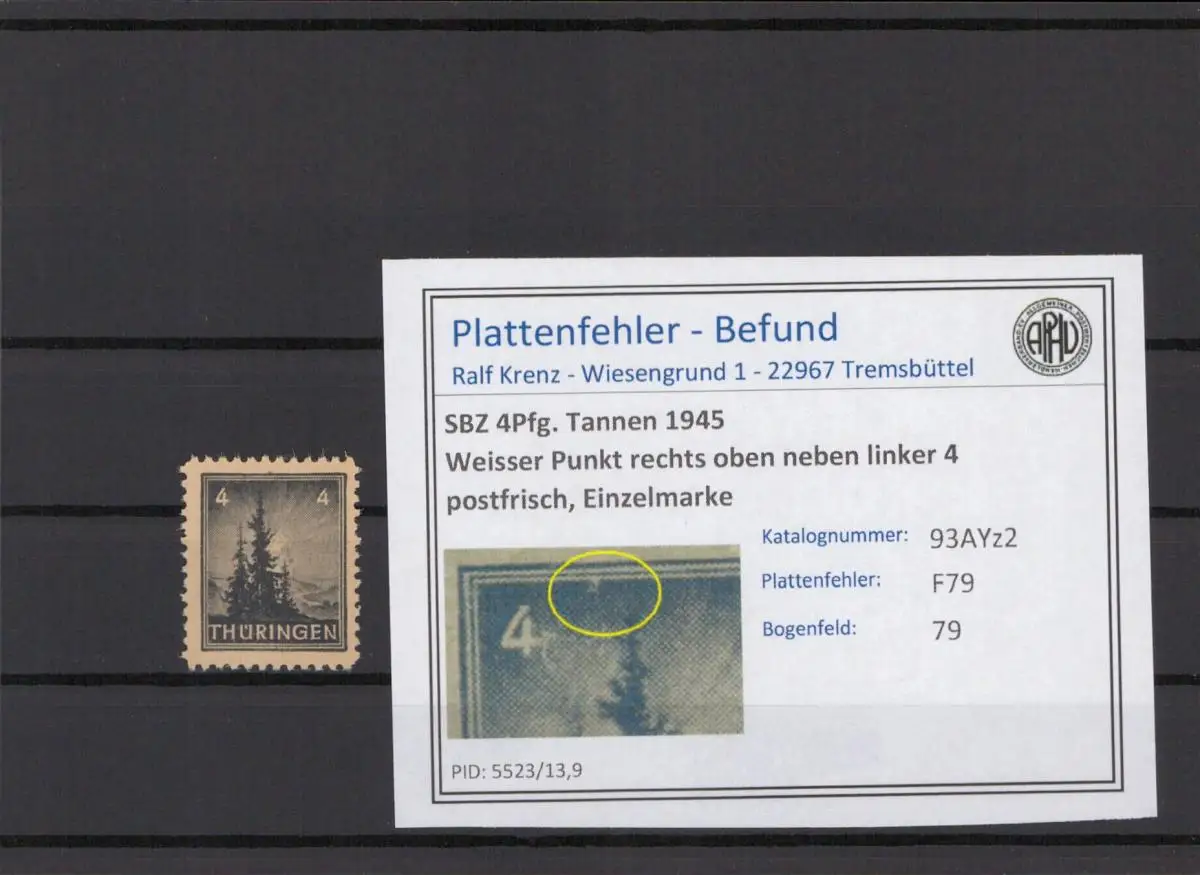 4 4
THÜRINGEN
Plattenfehler - Befund
Ralf Krenz - Wiesengrund 1 - 22967 Tremsbüttel
APHV
SBZ 4Pfg. Tannen 1945
Weisser Punkt rechts oben neben linker 4
postfrisch, Einzelmarke
Katalognummer: 93AYz2
Plattenfehler: F79
Bogenfeld: 79
4
PID: 5523/13,9